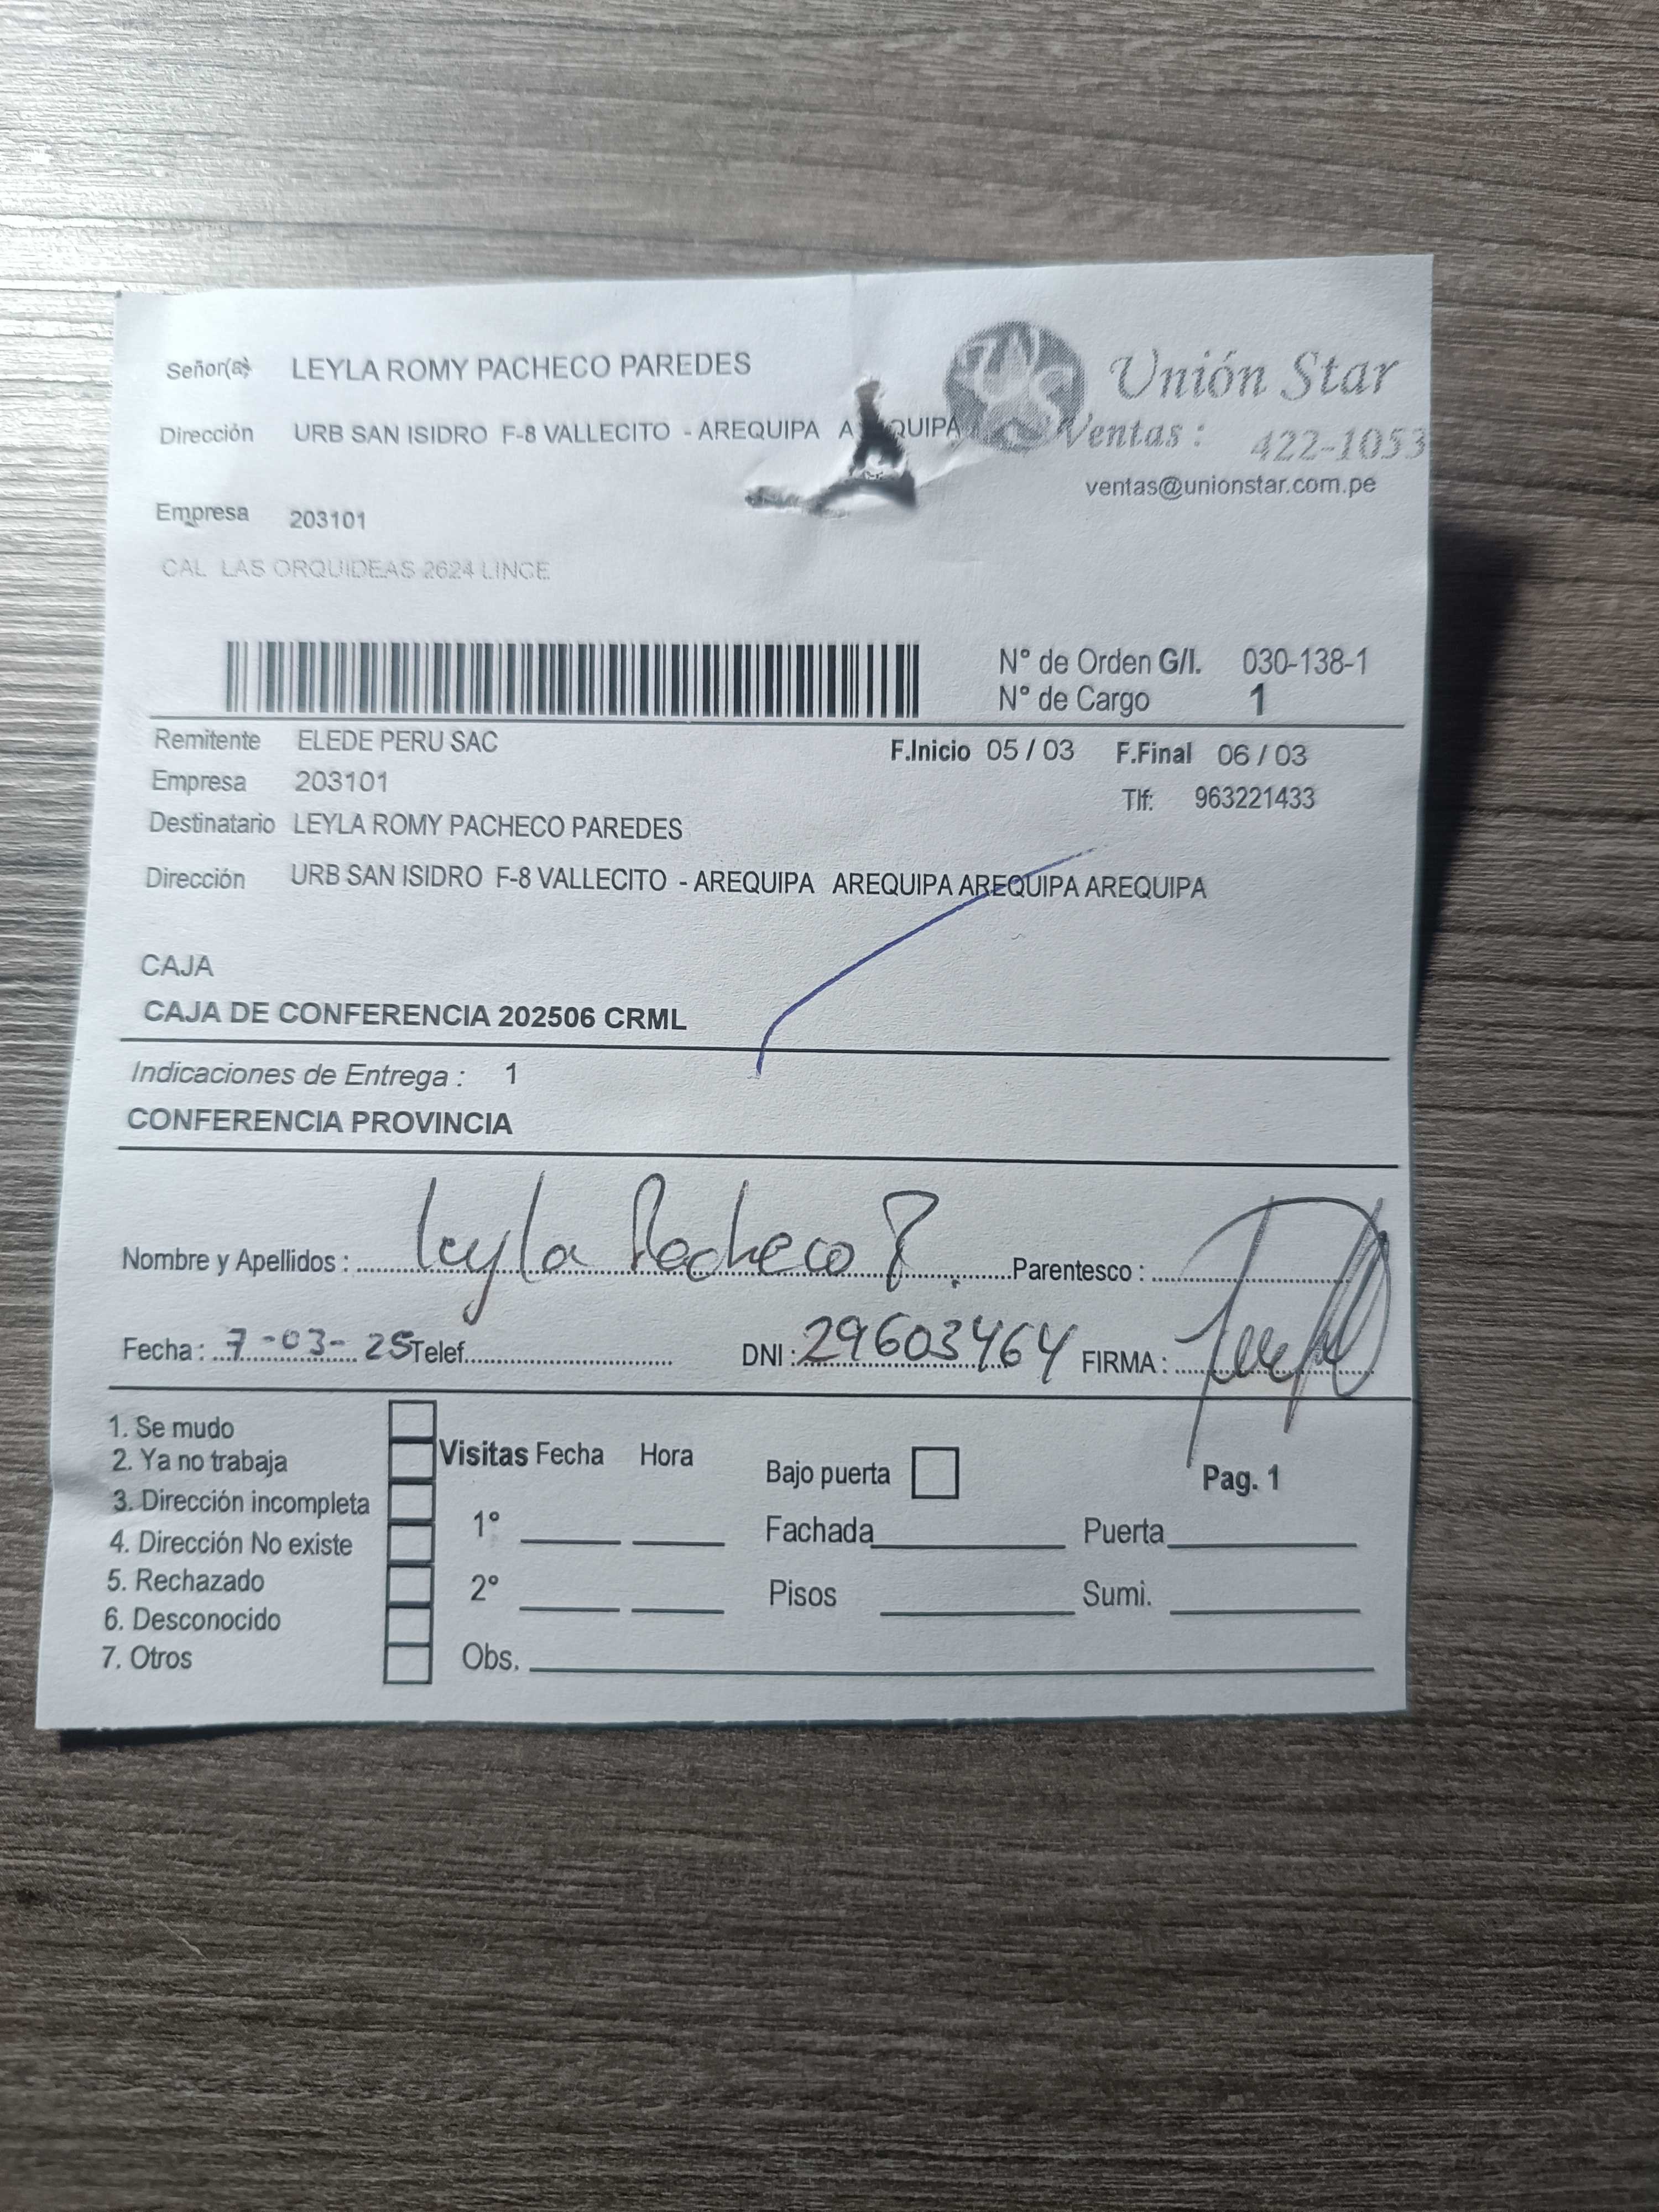 Señor(a) LEYLA ROMY PACHECO PAREDES
Unión Star
Dirección URB SAN ISIDRO F-8 VALLECITO - AREQUIPA
Ventas : 422-1053
ventas@unionstar.com.pe
Empresa 203101
CAL LAS ORQUIDEAS 2624 LINCE
N° de Orden G/I. 030-138-1
N° de Cargo 1
Remitente ELEDE PERU SAC F.Inicio 05 / 03 F.Final 06 / 03
Empresa 203101 Tlf: 963221433
Destinatario LEYLA ROMY PACHECO PAREDES
Dirección URB SAN ISIDRO F-8 VALLECITO - AREQUIPA AREQUIPA AREQUIPA AREQUIPA
CAJA
CAJA DE CONFERENCIA 202506 CRML
Indicaciones de Entrega : 1
CONFERENCIA PROVINCIA
Nombre y Apellidos : Leyla Pacheco P. Parentesco :
Fecha : 7-03-25 Telef. DNI : 29603464 FIRMA :
1. Se mudo
2. Ya no trabaja
3. Dirección incompleta
4. Dirección No existe
5. Rechazado
6. Desconocido
7. Otros
Visitas Fecha Hora
1°
2°
Obs.
Bajo puerta
Pag. 1
Fachada Puerta
Pisos Sumi.